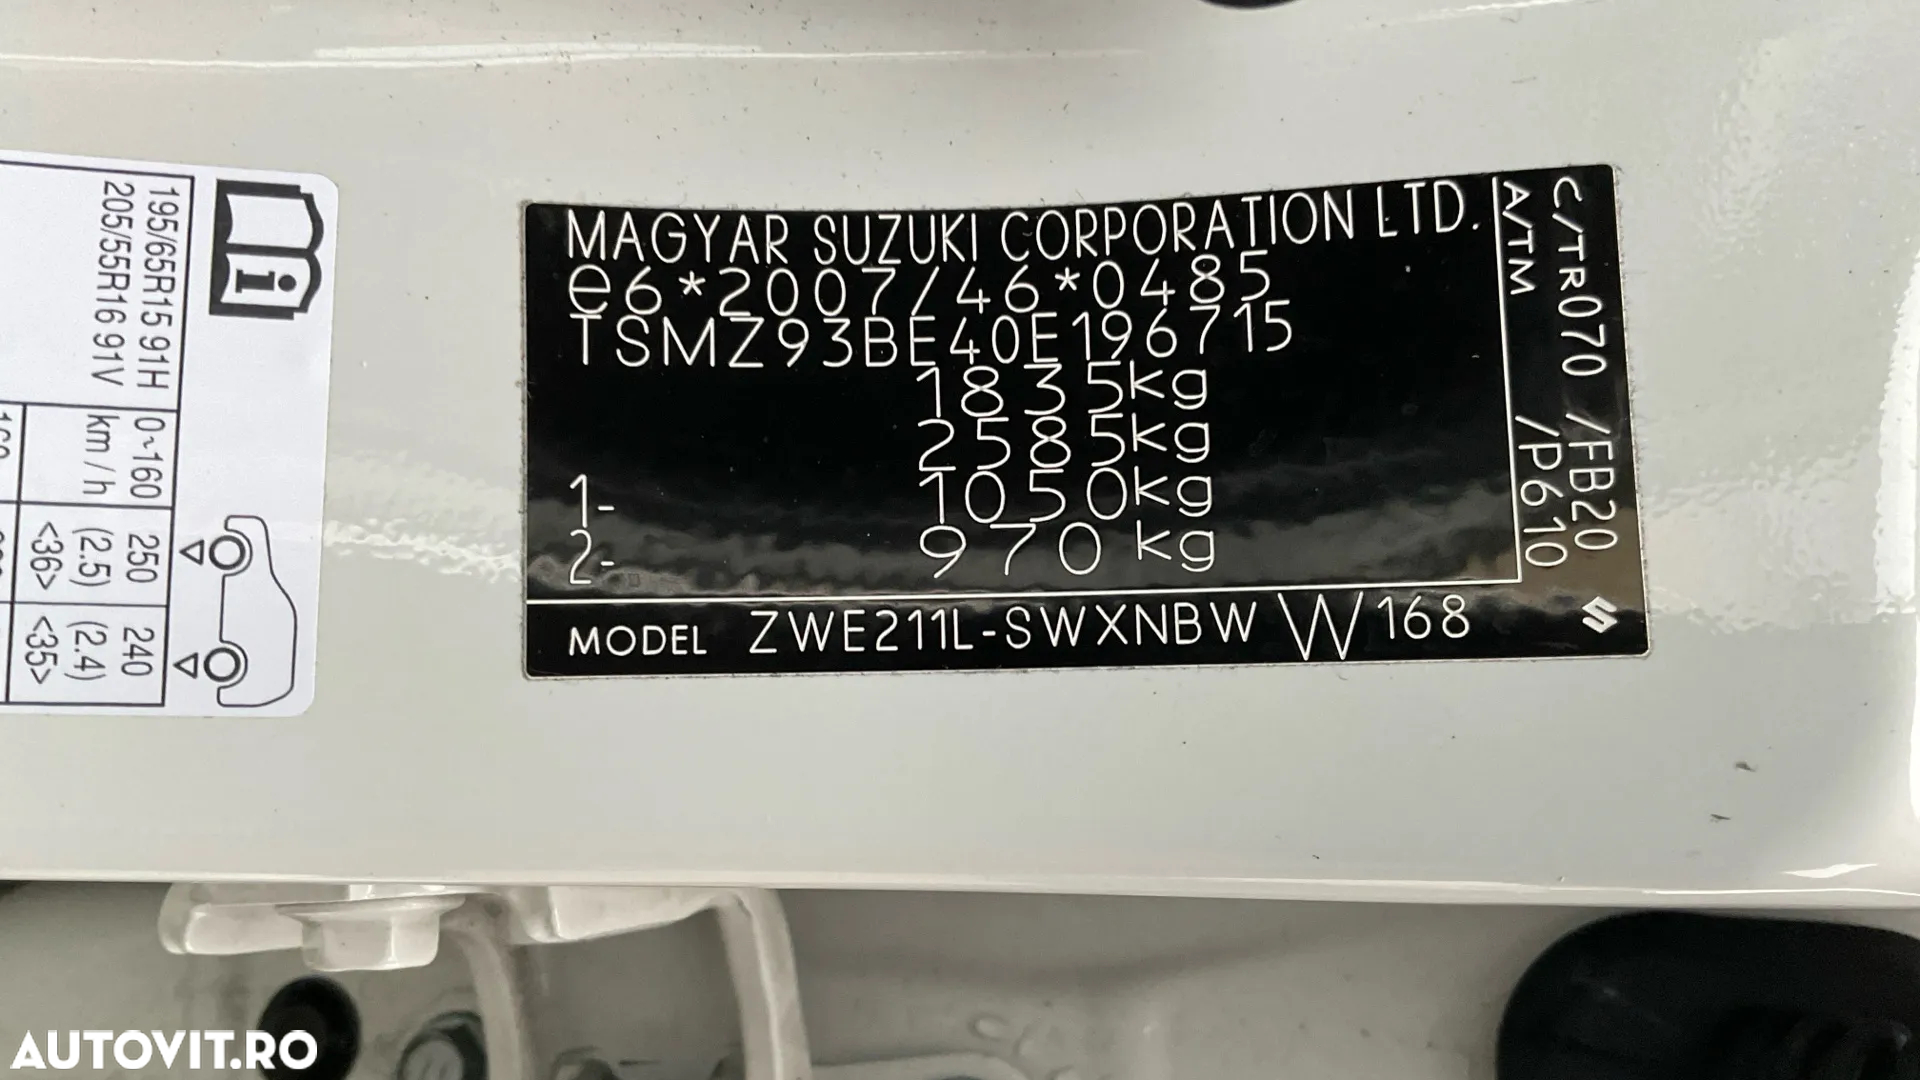 MAGYAR SUZUKI CORPORATION LTD.
e6*2007/46*0485
TSMZ93BE40E196715
1835kg
2585kg
1- 1050kg
2- 970 kg
MODEL ZWE211L-SWXNBW W168
C/TR070 /FB20
A/TM /P610
195/65R15 91H
205/55R16 91V
0~160
km/h
250
(2.5)
<36>
240
(2.4)
<35>
i
AUTOVIT.RO